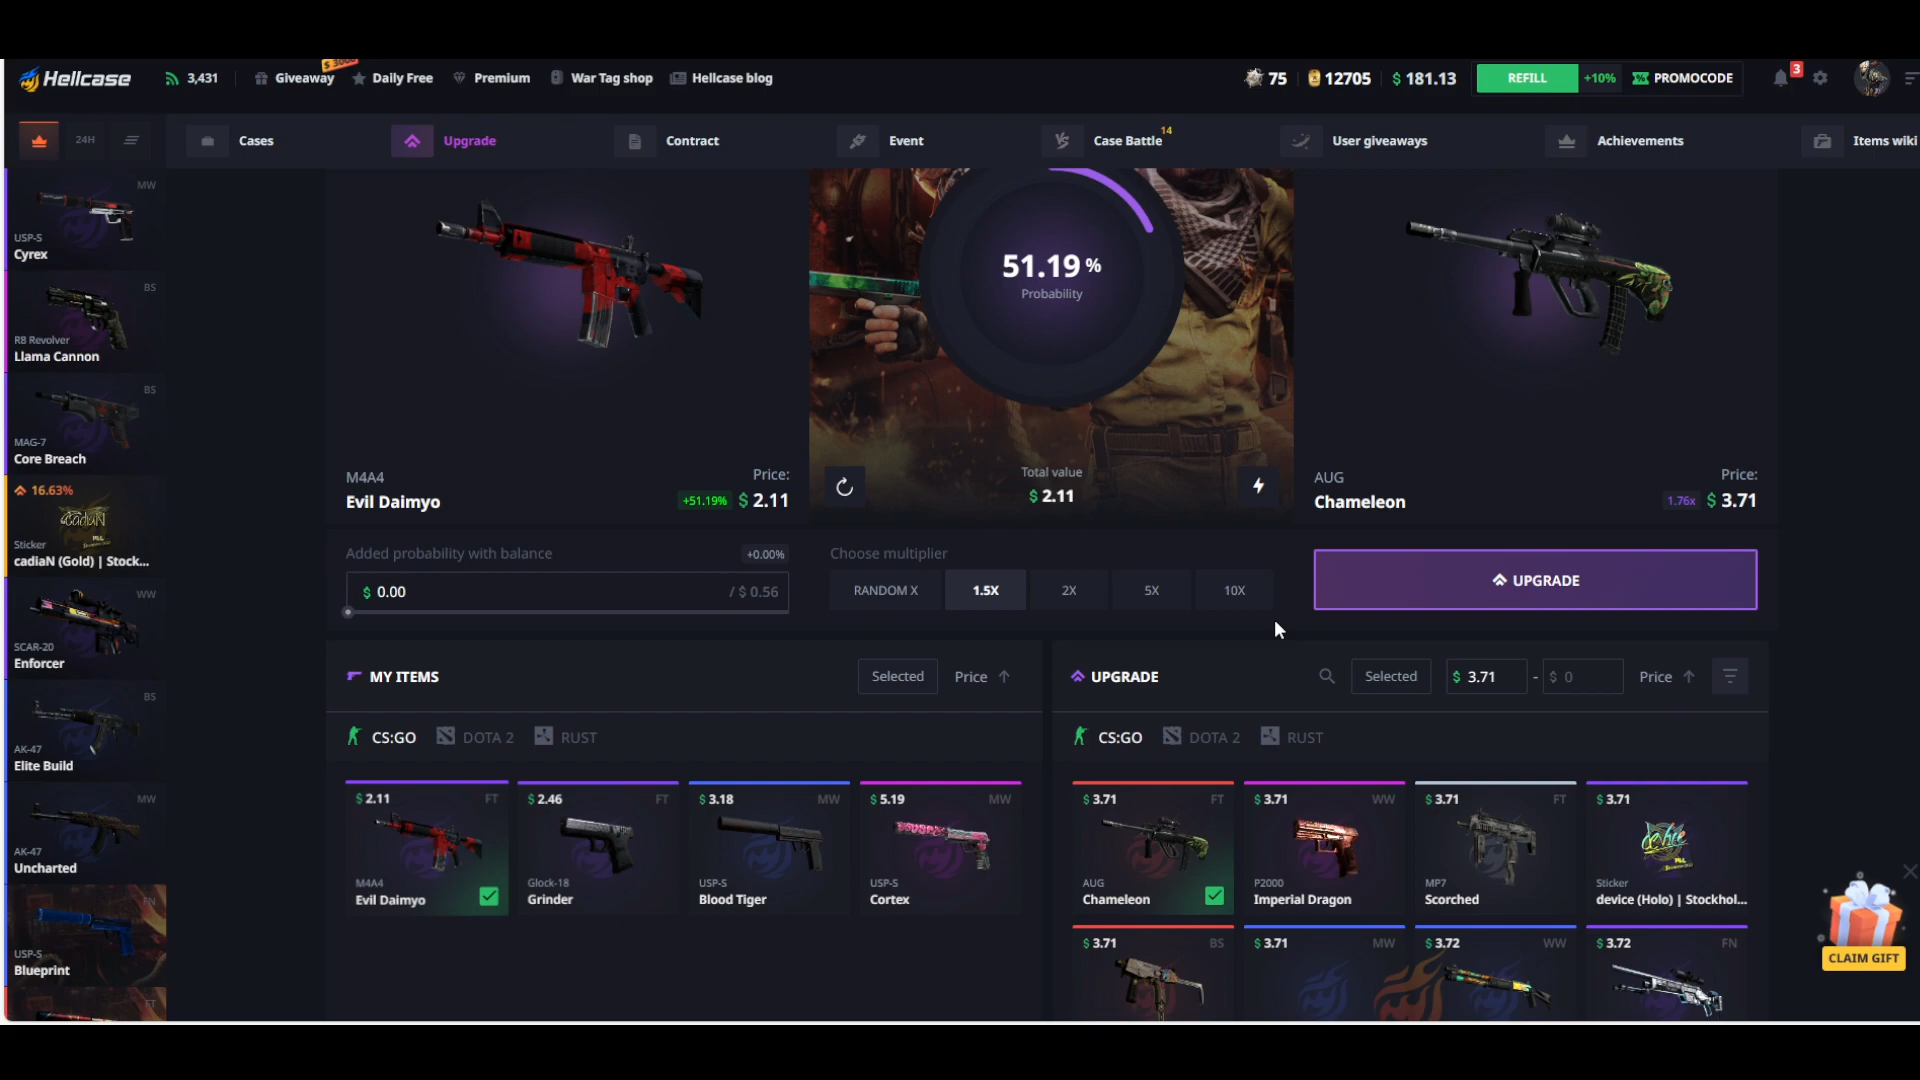 Hellcase
3,431
Giveaway
$ 3000
Daily Free
Premium
War Tag shop
Hellcase blog
75
12705
$ 181.13
REFILL
+10%
PROMOCODE
3
24H
Cases
Upgrade
Contract
Event
Case Battle
14
User giveaways
Achievements
Items wiki
MW
USP-S
Cyrex
BS
R8 Revolver
Llama Cannon
BS
MAG-7
Core Breach
16.63%
Sticker
cadiaN (Gold) | Stock...
WW
SCAR-20
Enforcer
BS
AK-47
Elite Build
MW
AK-47
Uncharted
FN
USP-S
Blueprint
FT
51.19 %
Probability
M4A4
Price:
Evil Daimyo
+51.19%
$ 2.11
Total value
$ 2.11
AUG
Price:
Chameleon
1.76x
$ 3.71
Added probability with balance
+0.00%
$ 0.00
/ $ 0.56
Choose multiplier
RANDOM X
1.5X
2X
5X
10X
UPGRADE
MY ITEMS
Selected
Price
CS:GO
DOTA 2
RUST
$ 2.11
FT
M4A4
Evil Daimyo
$ 2.46
FT
Glock-18
Grinder
$ 3.18
MW
USP-S
Blood Tiger
$ 5.19
MW
USP-S
Cortex
UPGRADE
Selected
$ 3.71
-
$ 0
Price
CS:GO
DOTA 2
RUST
$ 3.71
FT
AUG
Chameleon
$ 3.71
WW
P2000
Imperial Dragon
$ 3.71
FT
MP7
Scorched
$ 3.71
Sticker
device (Holo) | Stockhol...
$ 3.71
BS
$ 3.71
MW
$ 3.72
WW
$ 3.72
FN
CLAIM GIFT